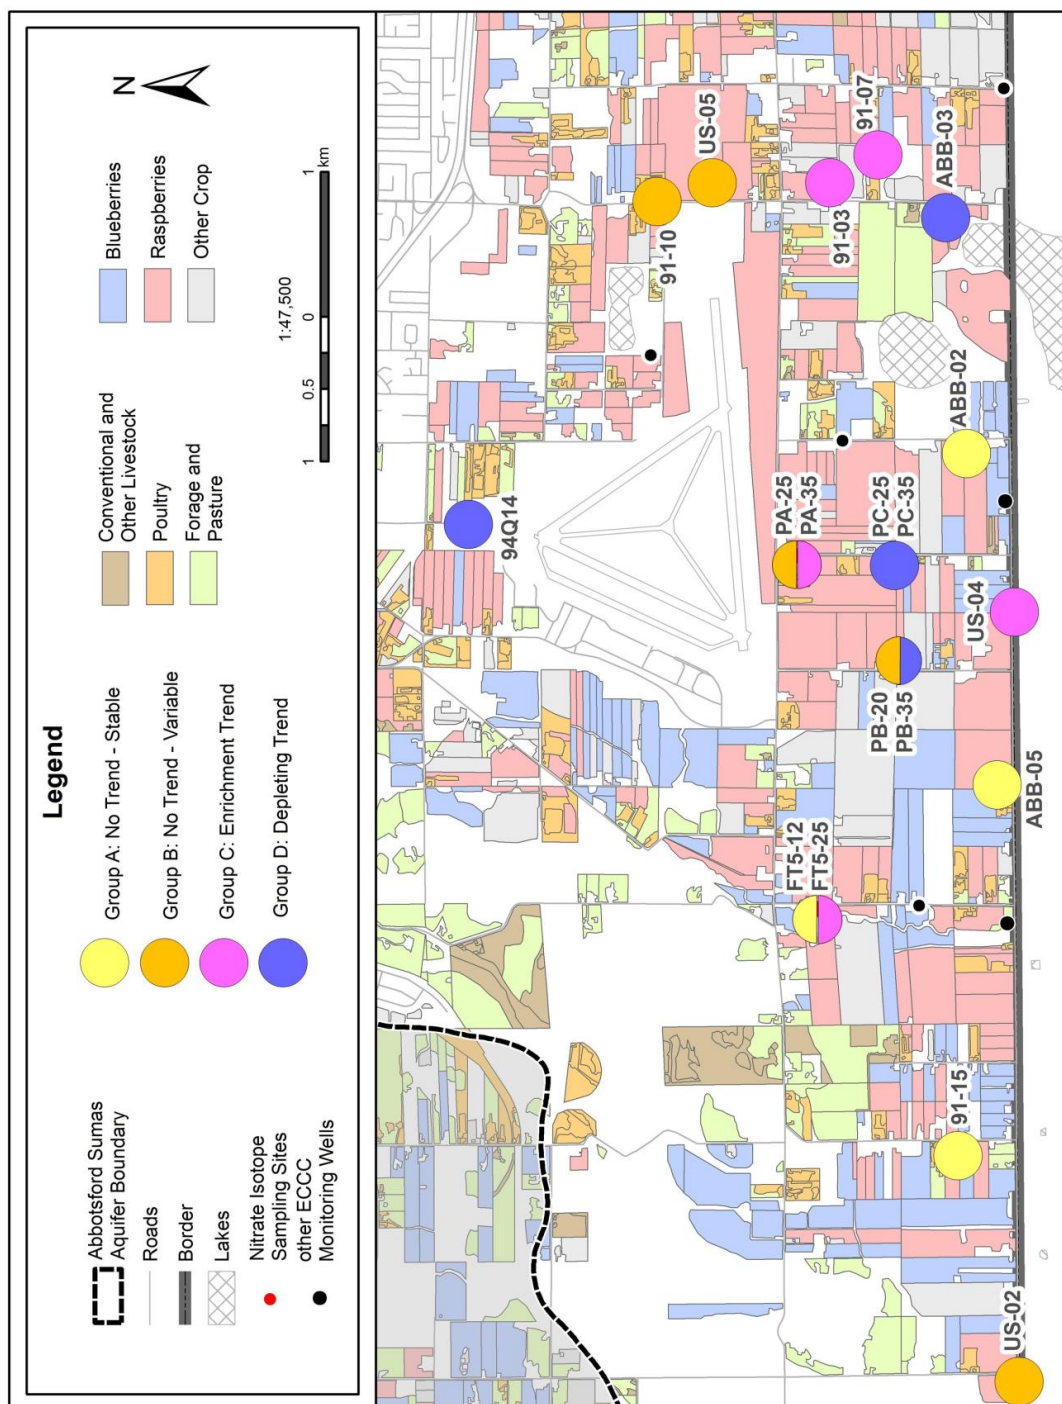 Legend
Abbotsford Sumas
Aquifer Boundary
Roads
Border
Lakes
Nitrate Isotope
Sampling Sites
other ECCC
Monitoring Wells
Group A: No Trend - Stable
Group B: No Trend - Variable
Group C: Enrichment Trend
Group D: Depleting Trend
Conventional and
Other Livestock
Poultry
Forage and
Pasture
Blueberries
Raspberries
Other Crop
N
1:47,500
1 0.5 0 1
km
94Q14
91-10
US-05
FT5-12
FT5-25
PA-25
PA-35
91-03
91-07
PB-20
PB-35
PC-25
PC-35
ABB-03
91-15
US-04
ABB-02
US-02
ABB-05